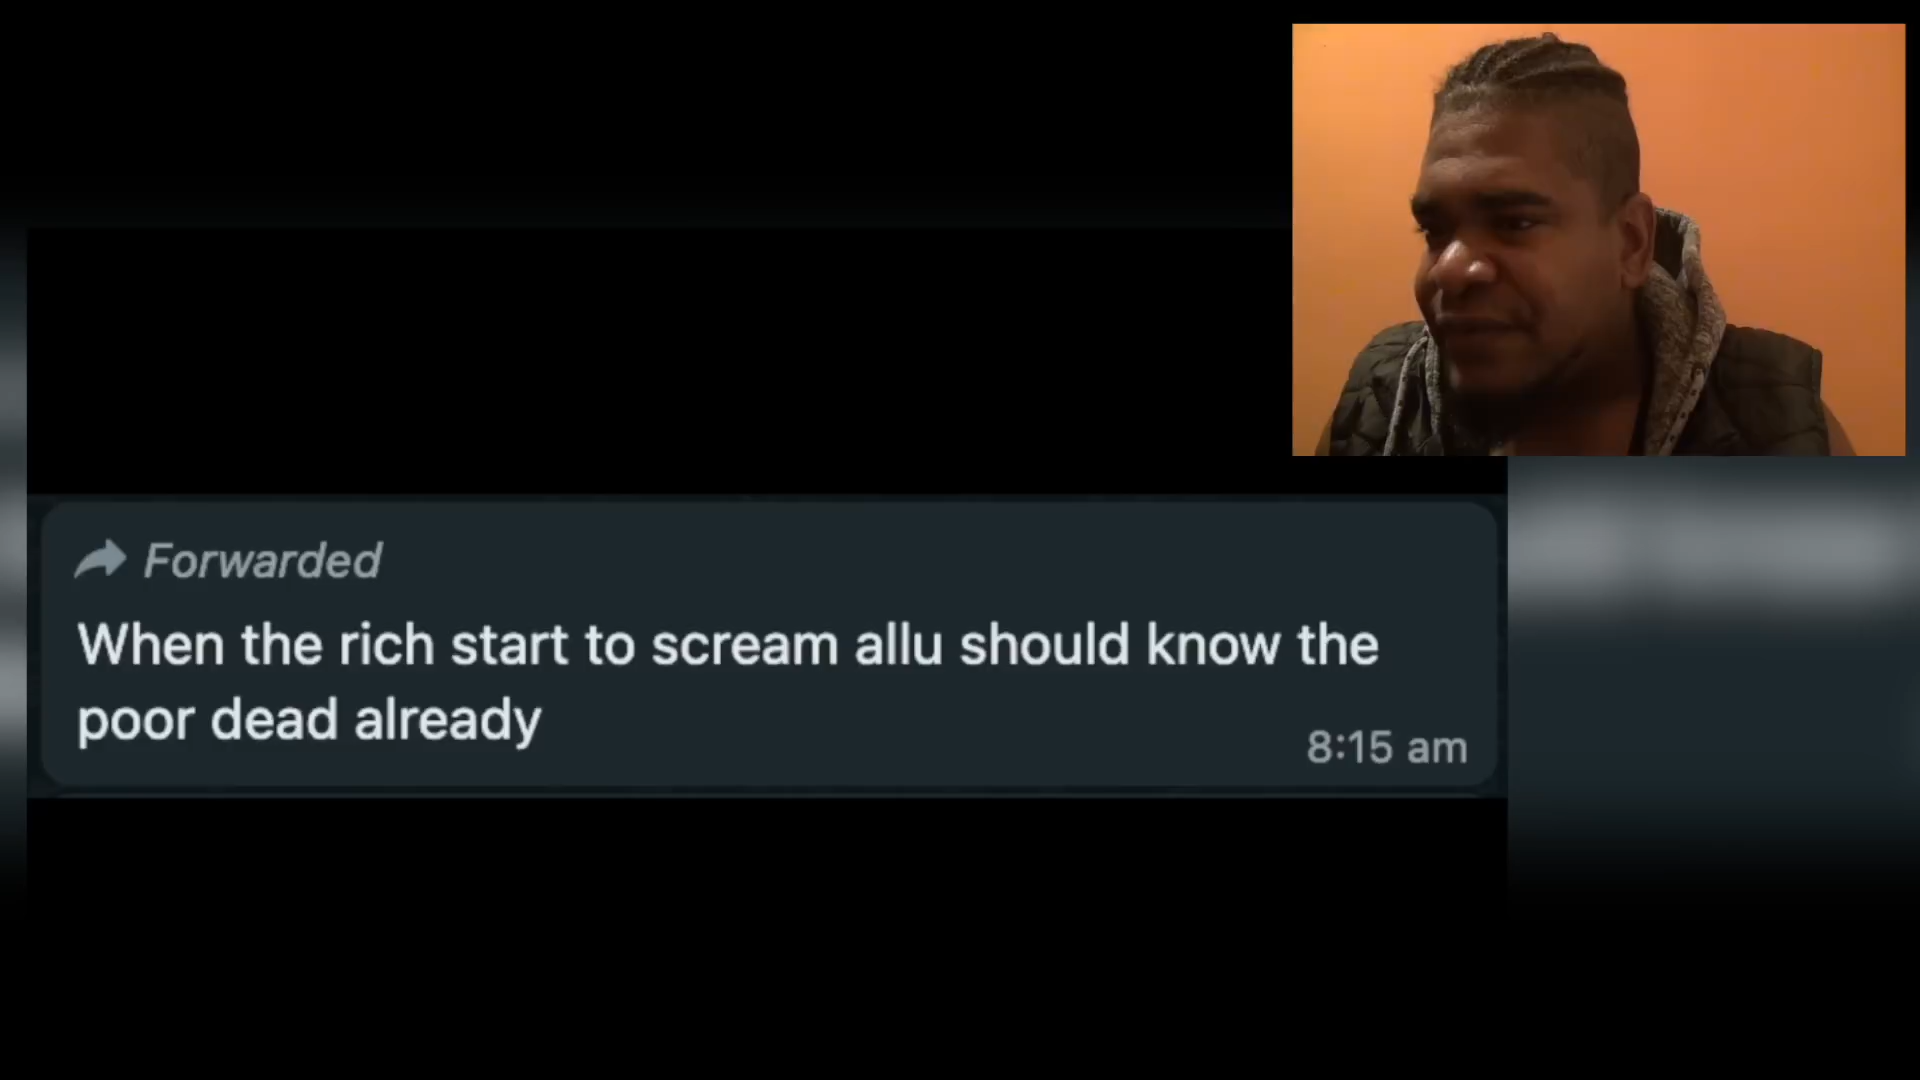 Forwarded
When the rich start to scream allu should know the
poor dead already
8:15 am